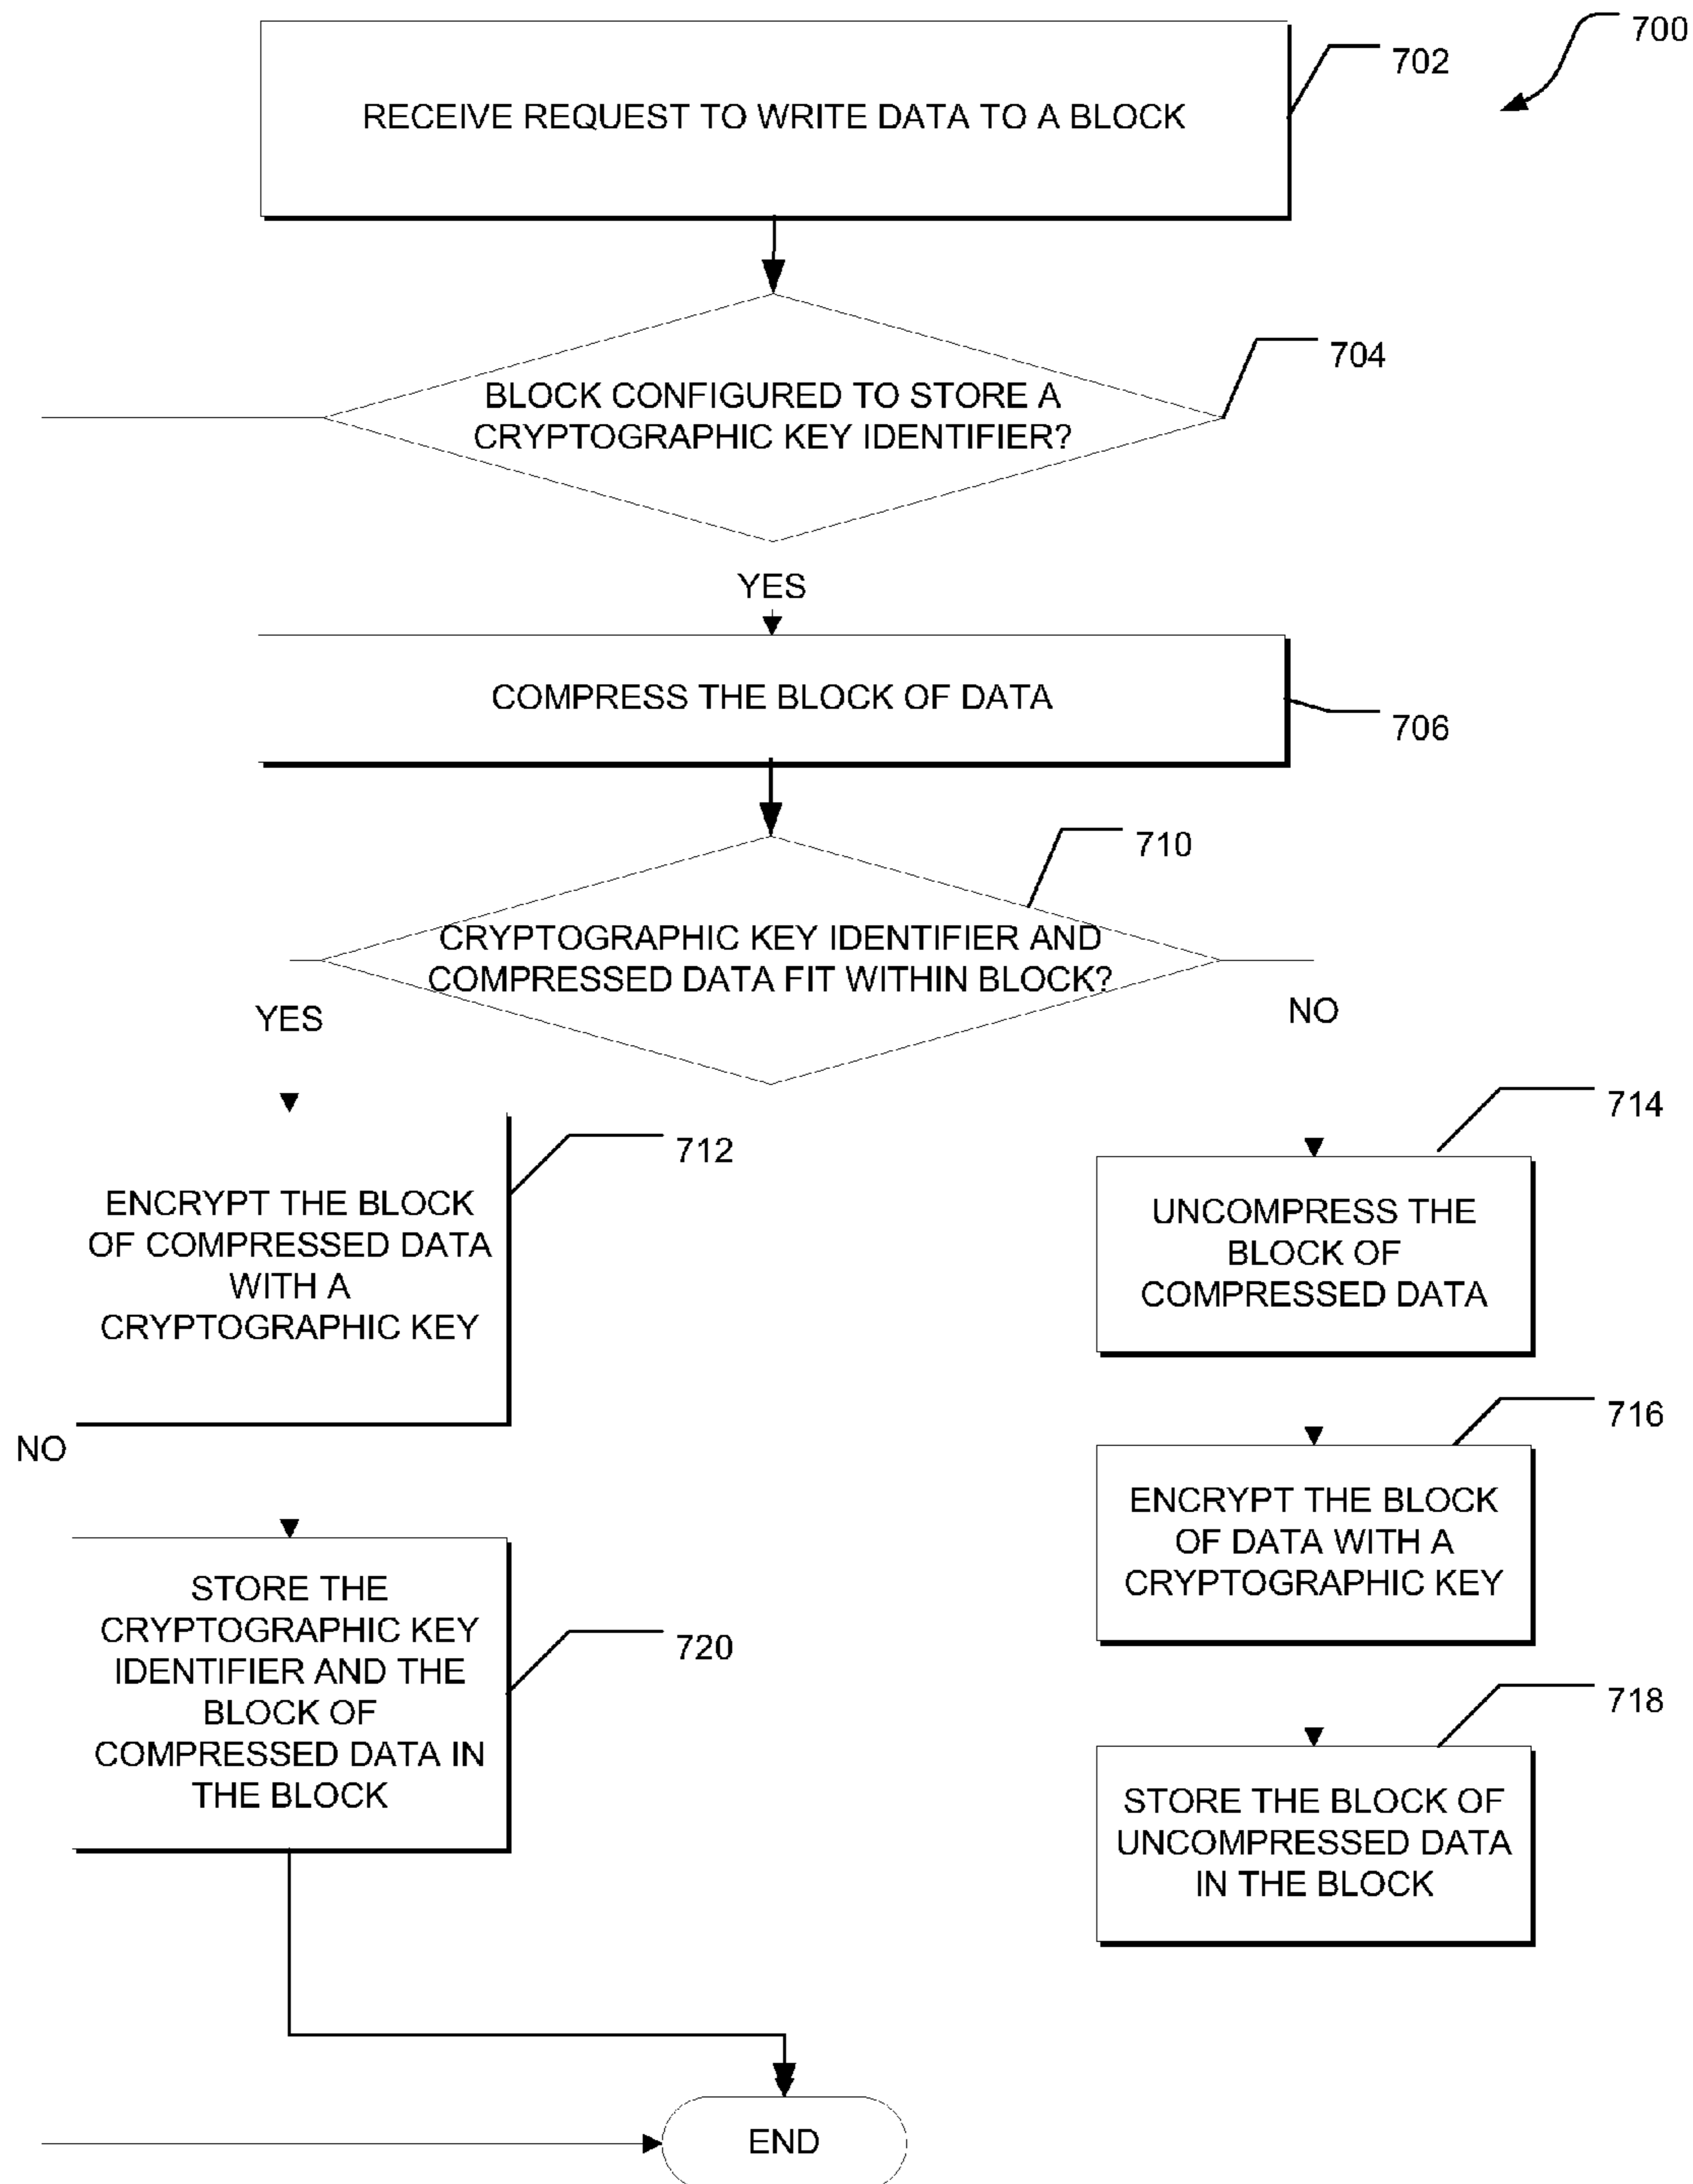 700
702
RECEIVE REQUEST TO WRITE DATA TO A BLOCK
704
BLOCK CONFIGURED TO STORE A
CRYPTOGRAPHIC KEY IDENTIFIER?
YES
COMPRESS THE BLOCK OF DATA
706
710
CRYPTOGRAPHIC KEY IDENTIFIER AND
COMPRESSED DATA FIT WITHIN BLOCK?
YES
NO
712
ENCRYPT THE BLOCK
OF COMPRESSED DATA
WITH A
CRYPTOGRAPHIC KEY
714
UNCOMPRESS THE
BLOCK OF
COMPRESSED DATA
NO
716
ENCRYPT THE BLOCK
OF DATA WITH A
CRYPTOGRAPHIC KEY
STORE THE
CRYPTOGRAPHIC KEY
IDENTIFIER AND THE
BLOCK OF
COMPRESSED DATA IN
THE BLOCK
720
718
STORE THE BLOCK OF
UNCOMPRESSED DATA
IN THE BLOCK
END